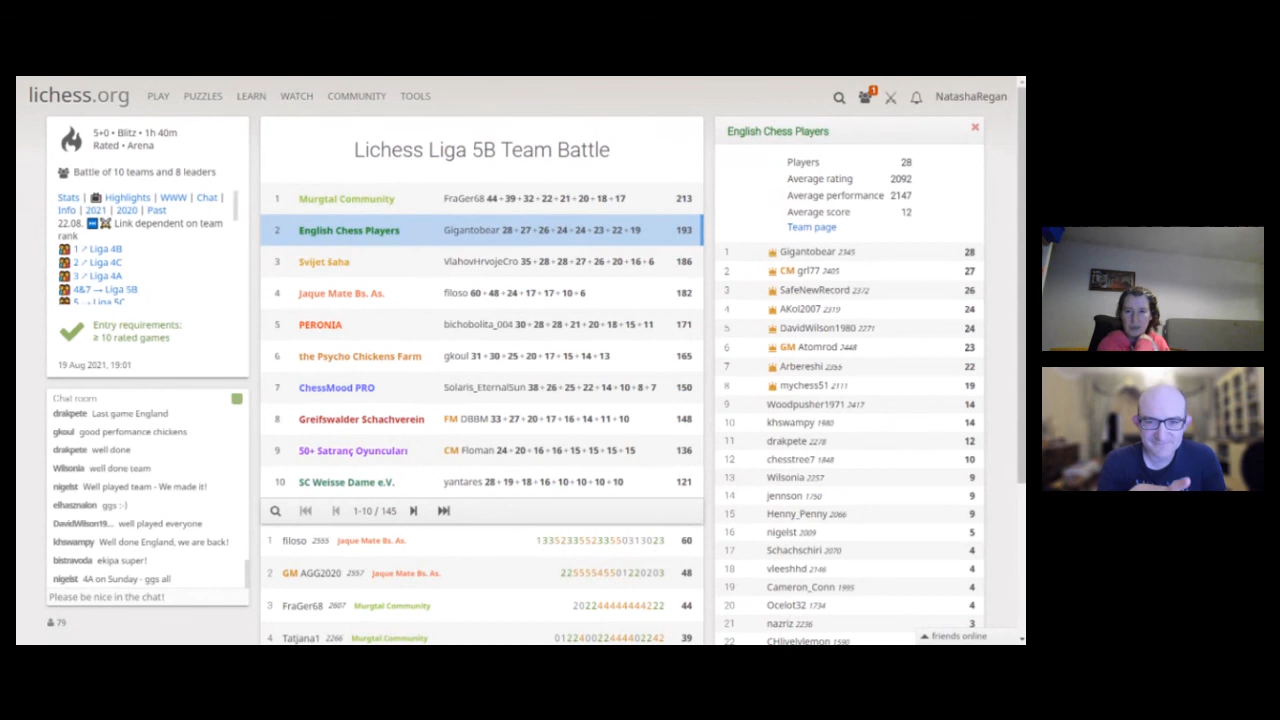 lichess.org PLAY PUZZLES LEARN WATCH COMMUNITY TOOLS 1 NatashaRegan
5+0 • Blitz • 1h 40m
Rated • Arena
Battle of 10 teams and 8 leaders
Stats | Highlights | WWW | Chat |
Info | 2021 | 2020 | Past
22.08. Link dependent on team
rank
1 ↗ Liga 4B
2 ↗ Liga 4C
3 ↗ Liga 4A
4&7 → Liga 5B
5 → Liga 5C
Entry requirements:
≥ 10 rated games
19 Aug 2021, 19:01
Chat room
drakpete Last game England
gkoul good perfomance chickens
drakpete well done
Wilsonia well done team
nigelst Well played team - We made it!
elhasznalon ggs :-)
DavidWilson19... well played everyone
khswampy Well done England, we are back!
bistravoda ekipa super!
nigelst 4A on Sunday - ggs all
Please be nice in the chat!
79
Lichess Liga 5B Team Battle
1 Murgtal Community FraGer68 44+39+32+22+21+20+18+17 213
2 English Chess Players Gigantobear 28+27+26+24+24+23+22+19 193
3 Svijet šaha VlahovHrvojeCro 35+28+28+27+26+20+16+6 186
4 Jaque Mate Bs. As. filoso 60+48+24+17+17+10+6 182
5 PERONIA bichobolita_004 30+28+28+21+20+18+15+11 171
6 the Psycho Chickens Farm gkoul 31+30+25+20+17+15+14+13 165
7 ChessMood PRO Solaris_EternalSun 38+26+25+22+14+10+8+7 150
8 Greifswalder Schachverein FM DBBM 33+27+20+17+16+14+11+10 148
9 50+ Satranç Oyuncuları CM Floman 24+20+16+16+15+15+15+15 136
10 SC Weisse Dame e.V. yantares 28+19+18+16+10+10+10+10 121
1-10 / 145
1 filoso 2555 Jaque Mate Bs. As. 1335233552335503130​23 60
2 GM AGG2020 2557 Jaque Mate Bs. As. 22555545501220203 48
3 FraGer68 2607 Murgtal Community 20224444444222 44
4 Tatjana1 2266 Murgtal Community 01224002244402242 39
English Chess Players
Players 28
Average rating 2092
Average performance 2147
Average score 12
Team page
1 Gigantobear 2345 28
2 CM grl77 2405 27
3 SafeNewRecord 2372 26
4 AKol2007 2319 24
5 DavidWilson1980 2271 24
6 GM Atomrod 2448 23
7 Arbereshi 2355 22
8 mychess51 2111 19
9 Woodpusher1971 2417 14
10 khswampy 1980 14
11 drakpete 2278 12
12 chesstree7 1848 10
13 Wilsonia 2257 9
14 jennson 1750 9
15 Henny_Penny 2066 9
16 nigelst 2009 5
17 Schachschiri 2070 4
18 vleeshhd 2146 4
19 Cameron_Conn 1995 4
20 Ocelot32 1734 4
21 nazriz 2236 3
22 CHlivelylemon 1590
friends online